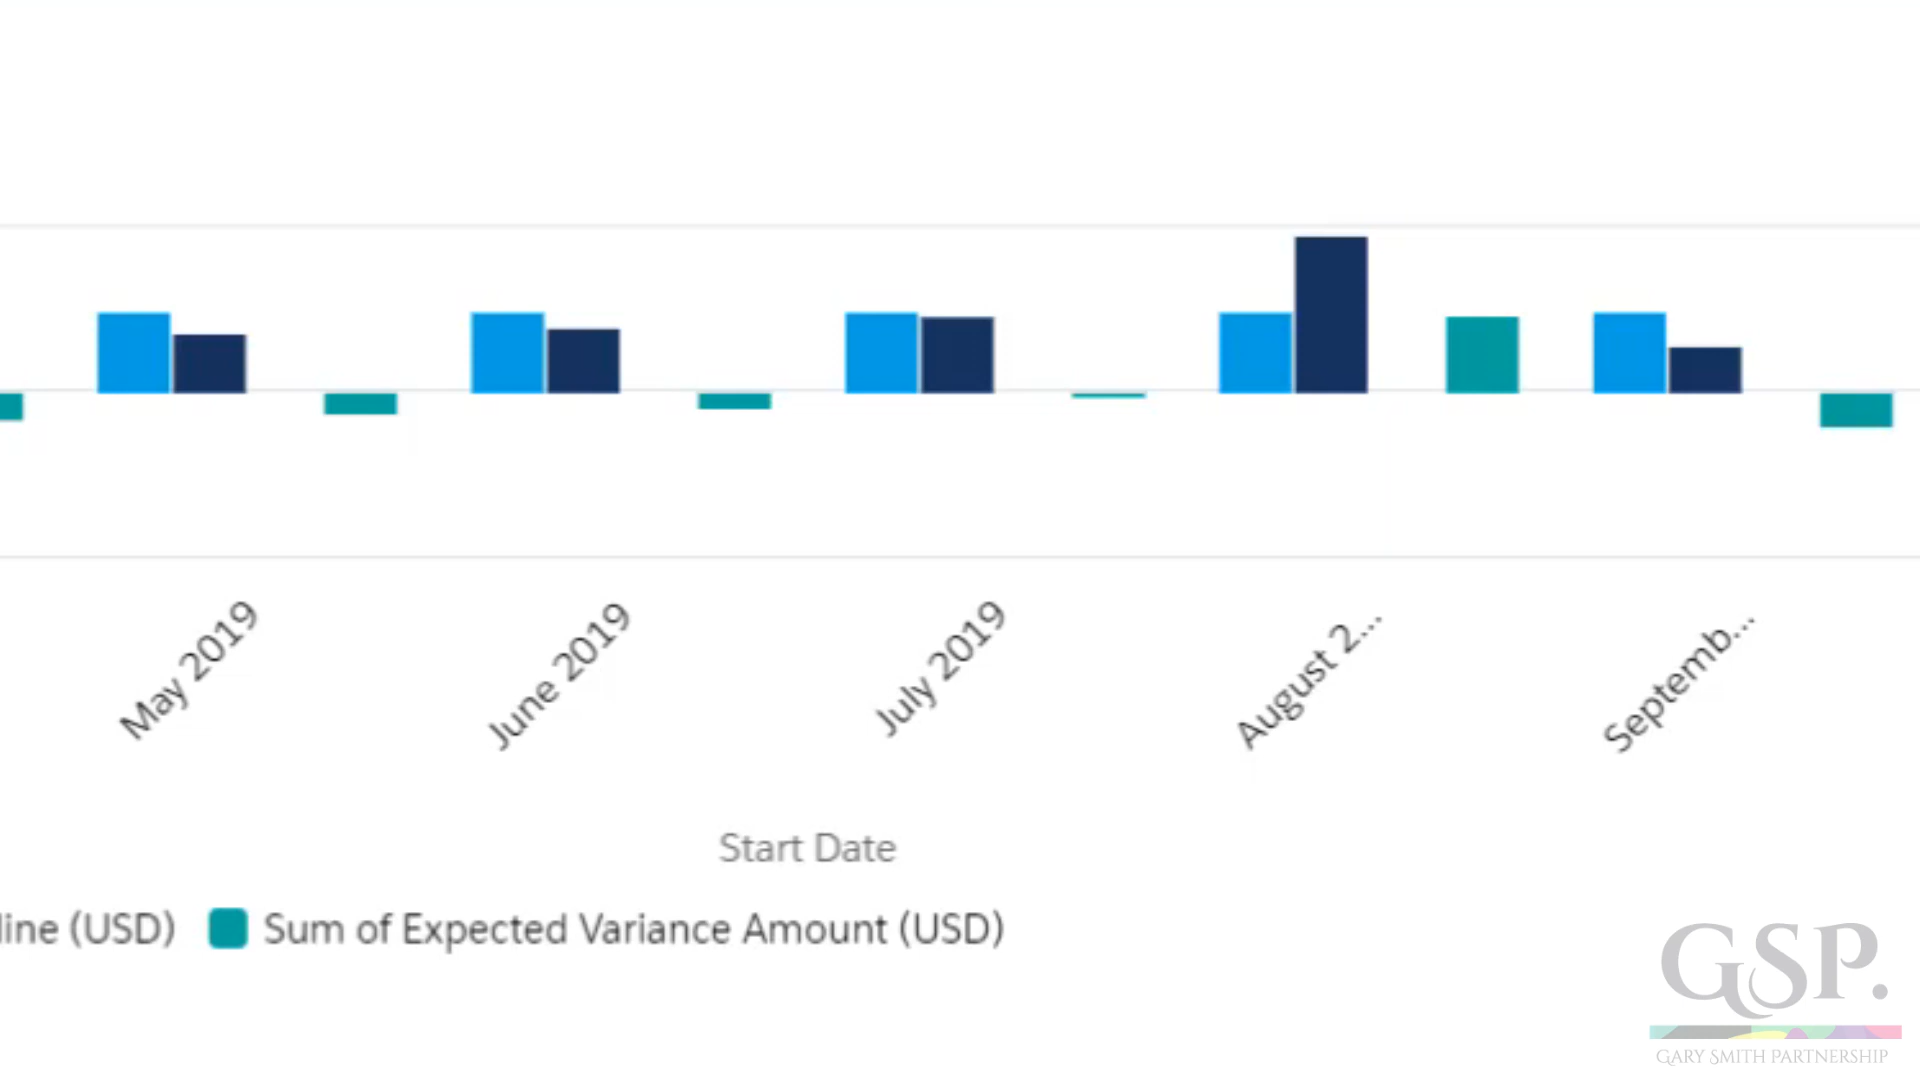 May 2019
June 2019
July 2019
August 2...
Septemb...
Start Date
line (USD)
Sum of Expected Variance Amount (USD)
GSP.
GARY SMITH PARTNERSHIP